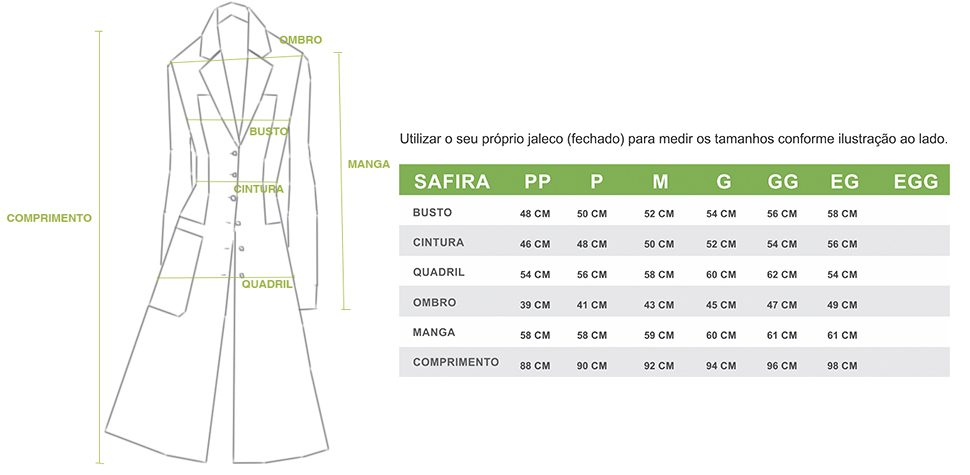 OMBRO
BUSTO
MANGA
CINTURA
COMPRIMENTO
QUADRIL
Utilizar o seu próprio jaleco (fechado) para medir os tamanhos conforme ilustração ao lado.
SAFIRA PP P M G GG EG EGG
BUSTO 48 CM 50 CM 52 CM 54 CM 56 CM 58 CM
CINTURA 46 CM 48 CM 50 CM 52 CM 54 CM 56 CM
QUADRIL 54 CM 56 CM 58 CM 60 CM 62 CM 54 CM
OMBRO 39 CM 41 CM 43 CM 45 CM 47 CM 49 CM
MANGA 58 CM 58 CM 59 CM 60 CM 61 CM 61 CM
COMPRIMENTO 88 CM 90 CM 92 CM 94 CM 96 CM 98 CM